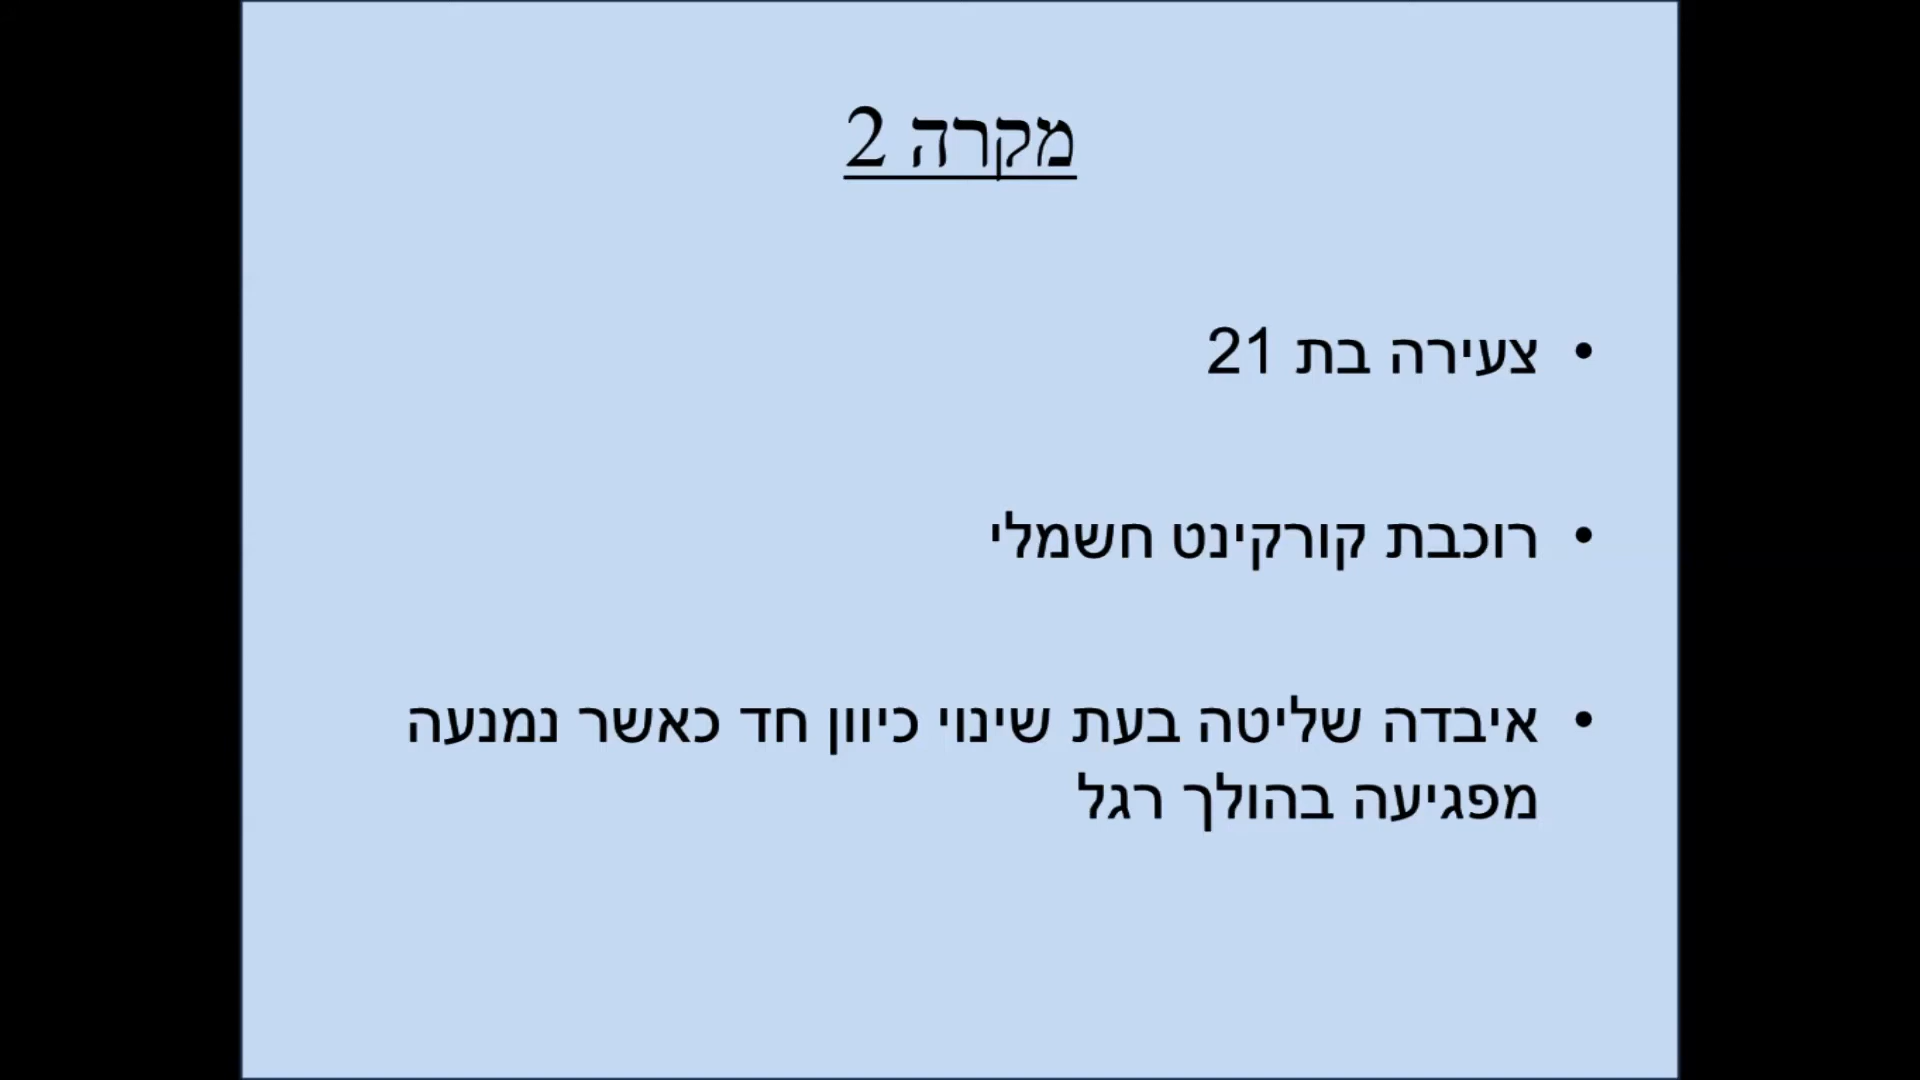 מקרה 2
• צעירה בת 21
• רוכבת קורקינט חשמלי
• איבדה שליטה בעת שינוי כיוון חד כאשר נמנעה
מפגיעה בהולך רגל